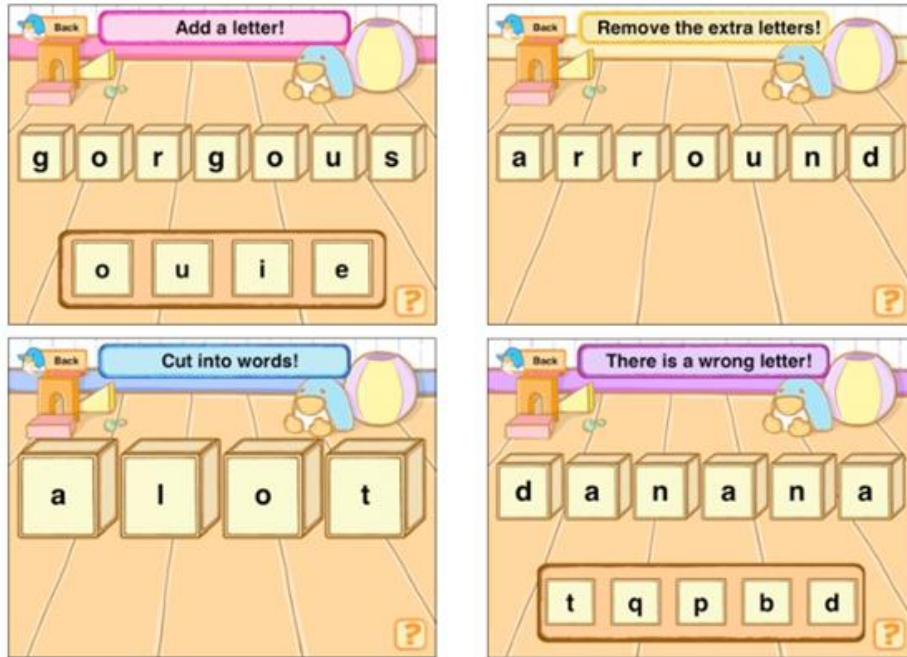 Back
Add a letter!
g o r g o u s
o u i e
?
Back
Remove the extra letters!
a r r o u n d
?
Back
Cut into words!
a l o t
?
Back
There is a wrong letter!
d a n a n a
t q p b d
?